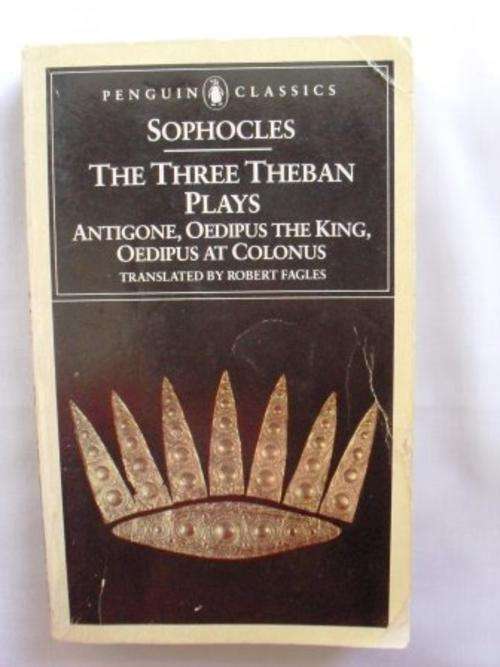 PENGUIN CLASSICS
SOPHOCLES
THE THREE THEBAN
PLAYS
ANTIGONE, OEDIPUS THE KING,
OEDIPUS AT COLONUS
TRANSLATED BY ROBERT FAGLES